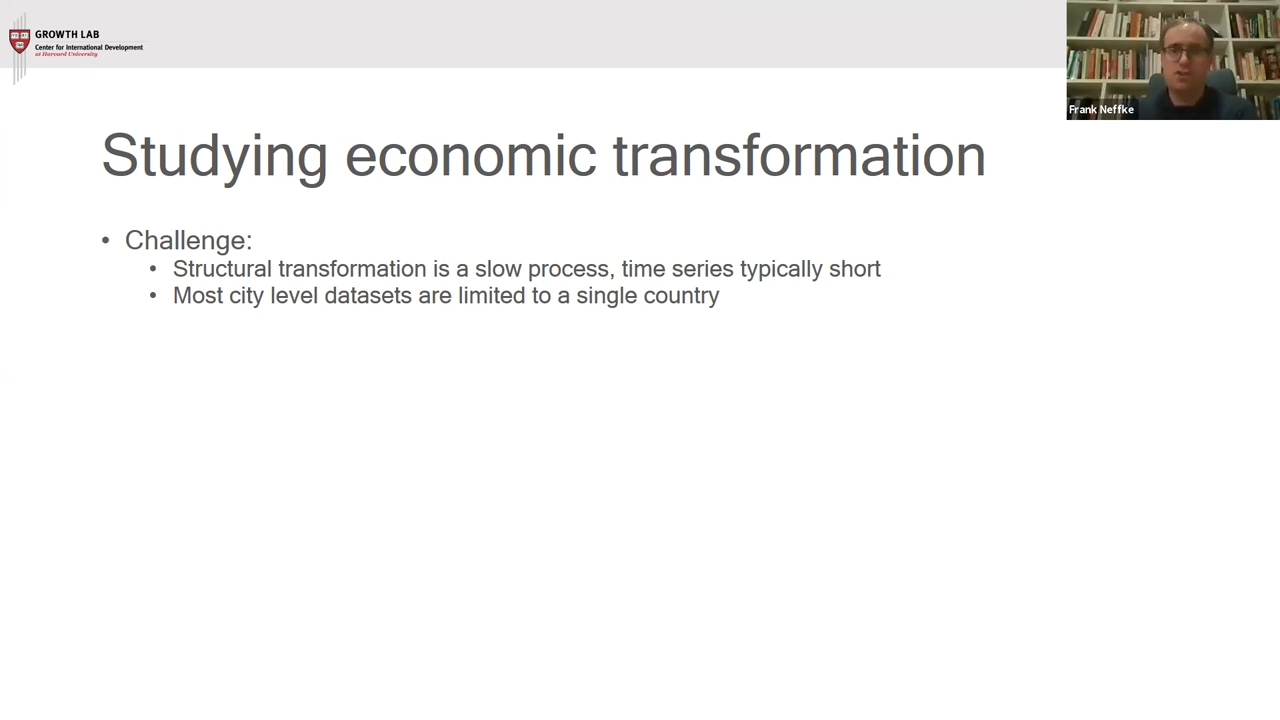 GROWTH LAB
Center for International Development
at Harvard University
Frank Neffke
Studying economic transformation
• Challenge:
• Structural transformation is a slow process, time series typically short
• Most city level datasets are limited to a single country